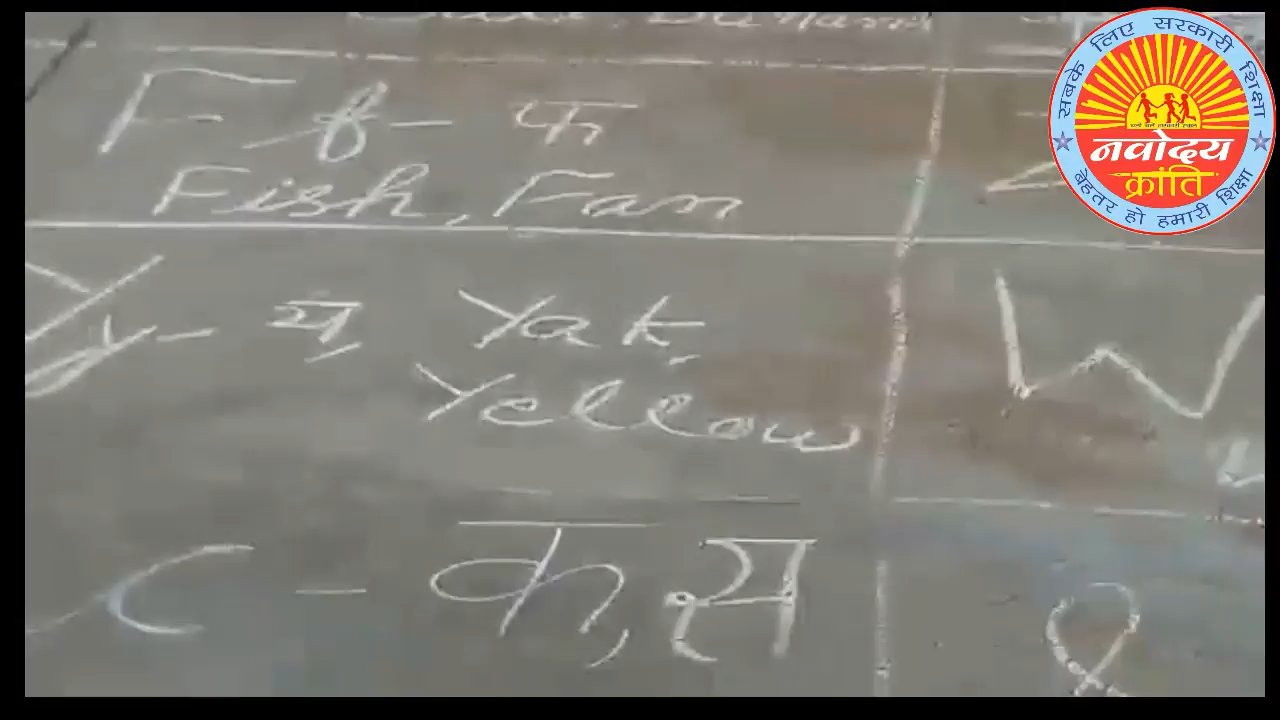 F - f - फ
Fish, Fan
Y y - य, Yak,
Yellow
c - क, स
W
सबके लिए सरकारी शिक्षा
नवोदय
क्रांति
बेहतर हो हमारी शिक्षा